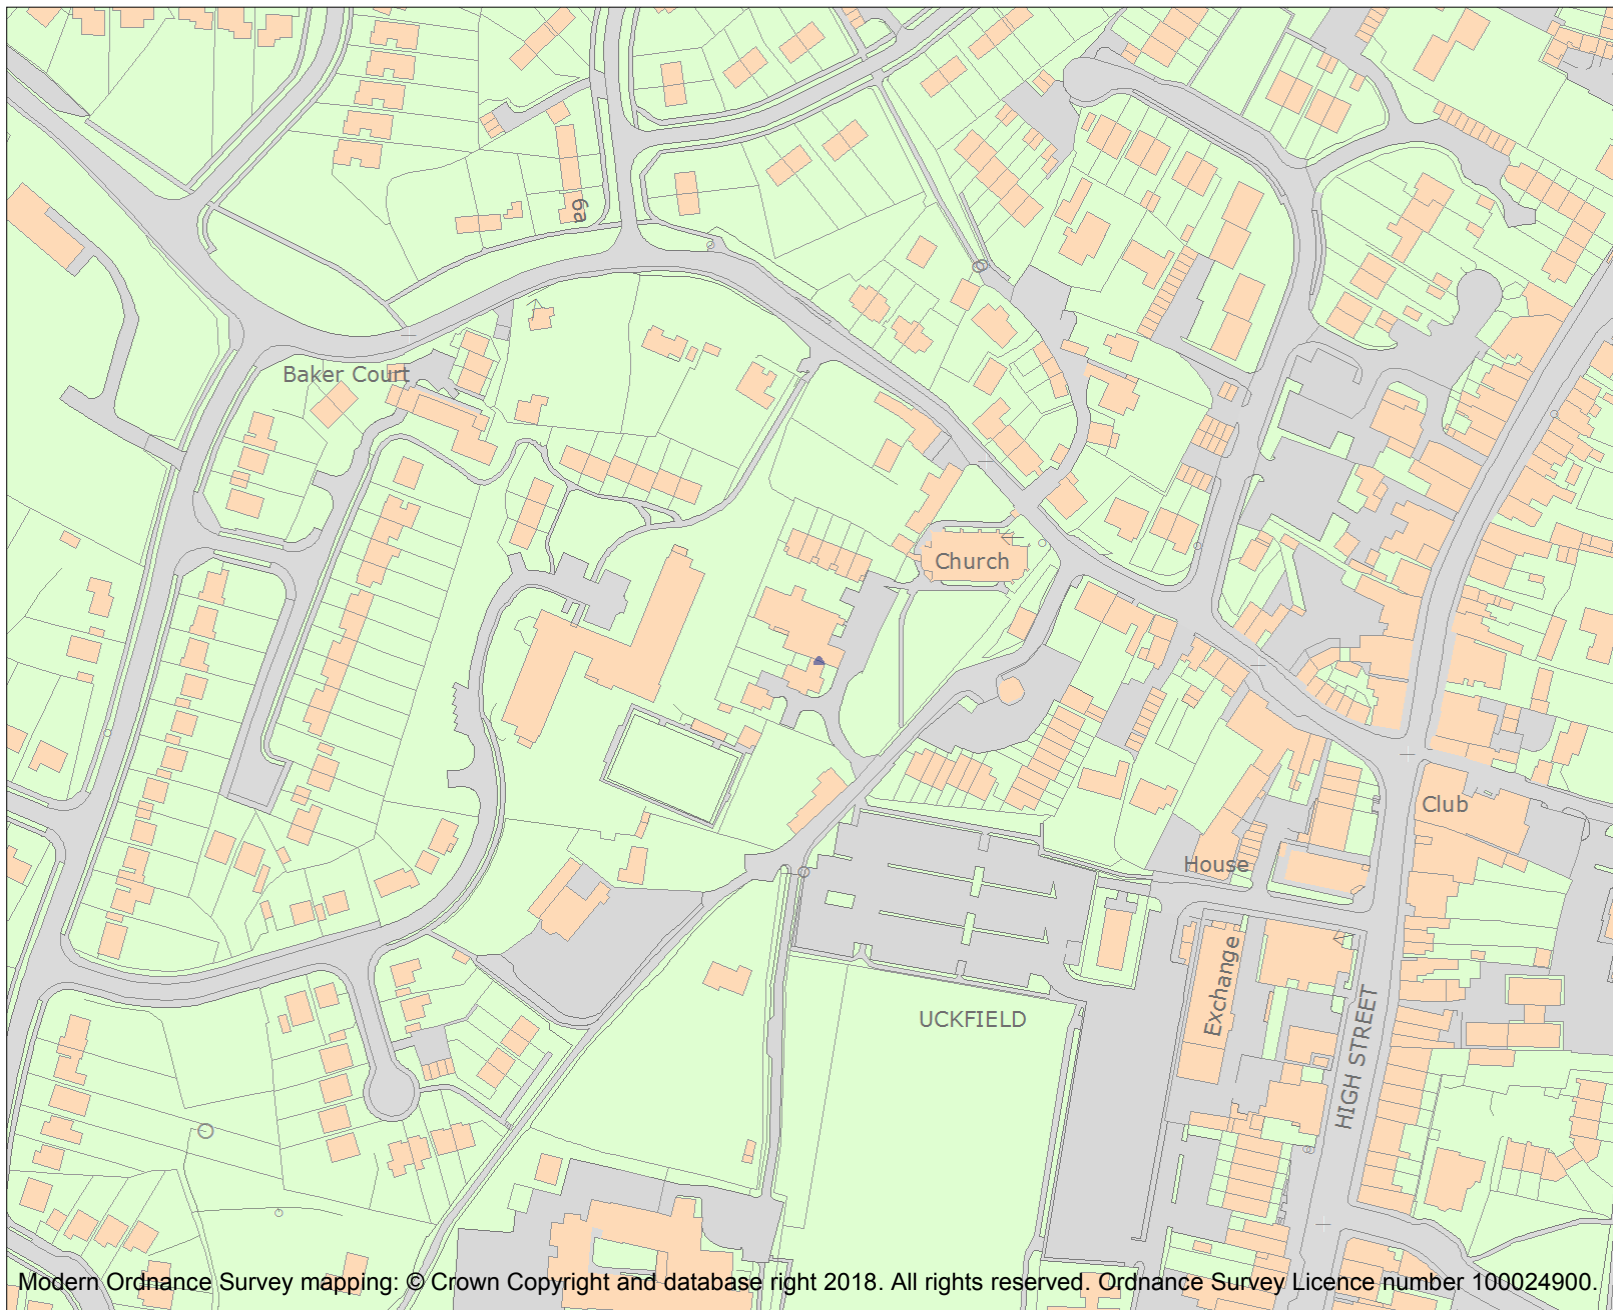 6a
Baker Court
Church
Club
House
Exchange
UCKFIELD
HIGH STREET
Modern Ordnance Survey mapping: © Crown Copyright and database right 2018. All rights reserved. Ordnance Survey Licence number 100024900.